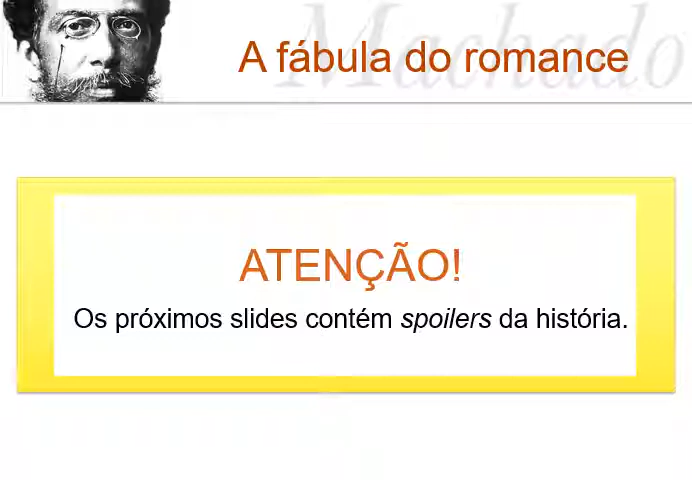 Machado
A fábula do romance
ATENÇÃO!
Os próximos slides contém spoilers da história.